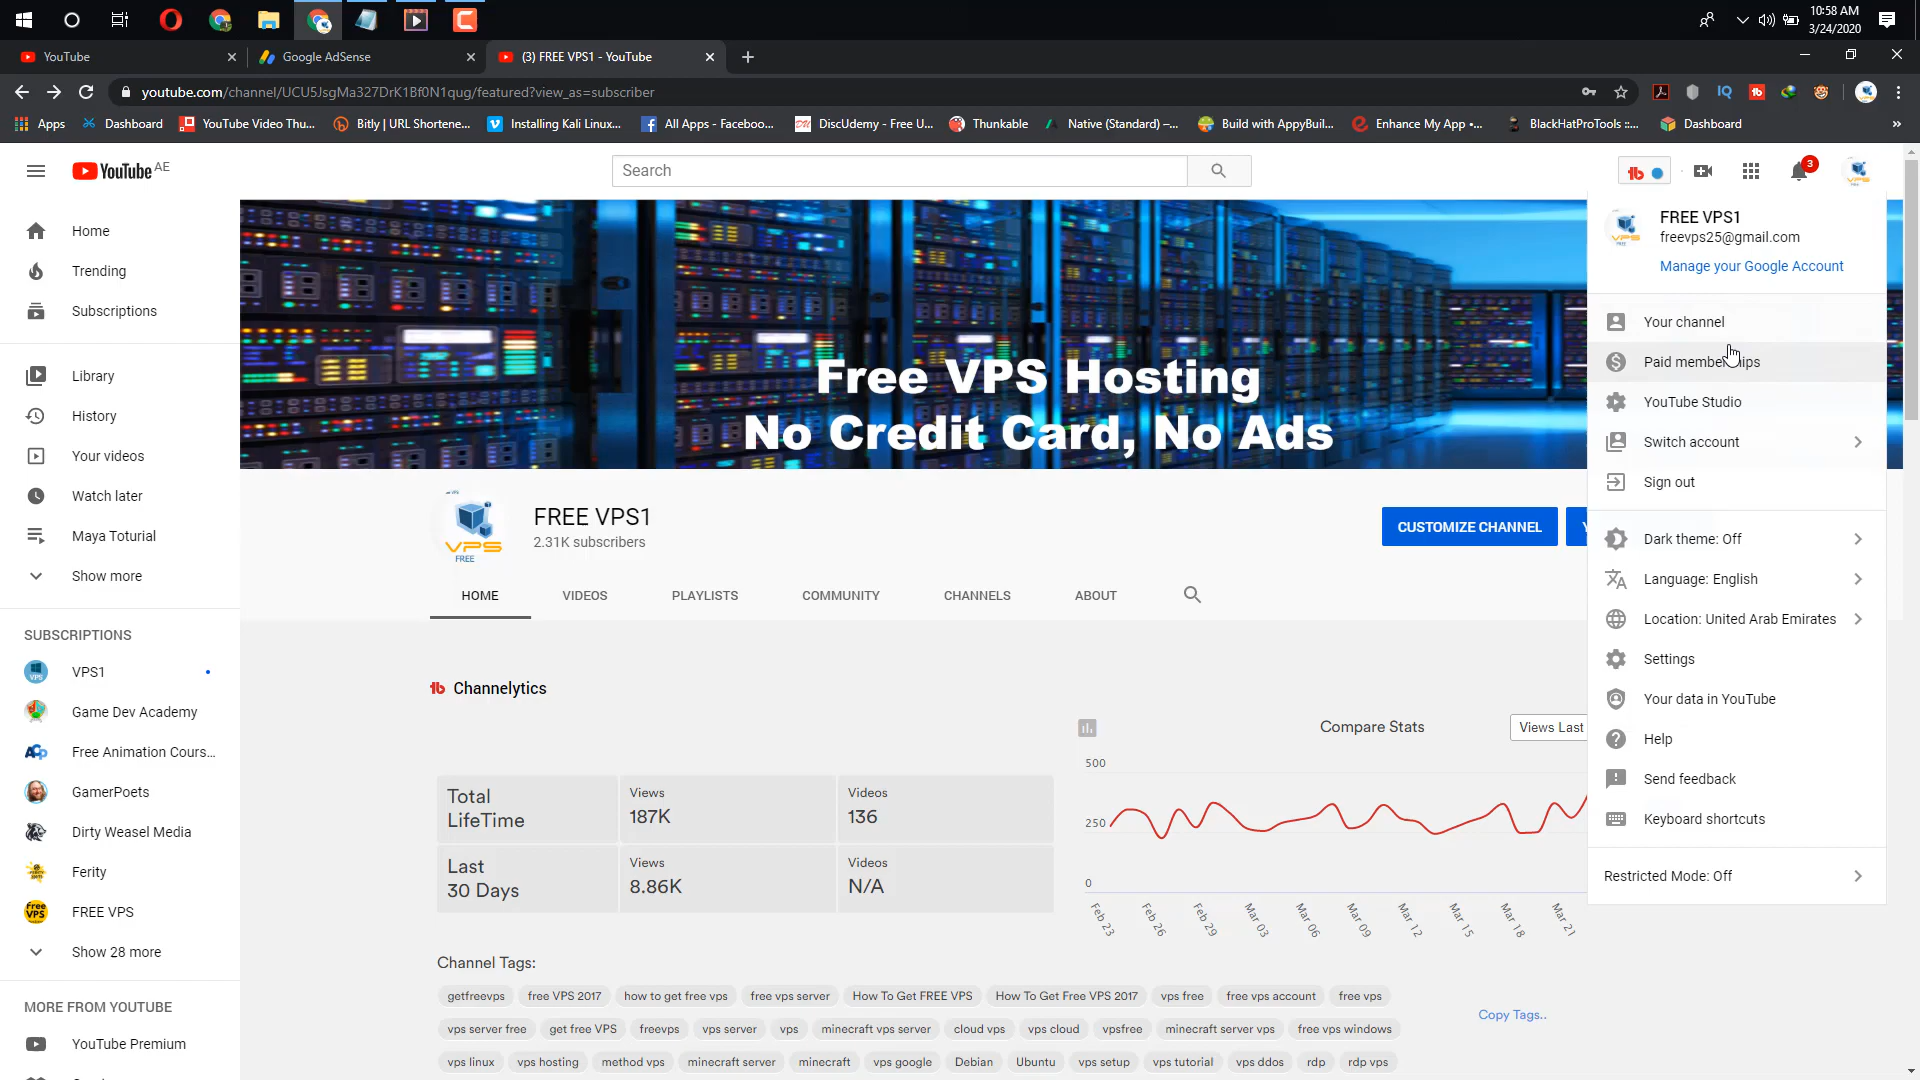 10:58 AM
3/24/2020
YouTube
Google AdSense
(3) FREE VPS1 - YouTube
youtube.com/channel/UCU5JsgMa327DrK1Bf0N1qug/featured?view_as=subscriber
Apps
Dashboard
YouTube Video Thu...
Bitly | URL Shortene...
Installing Kali Linux...
All Apps - Faceboo...
DiscUdemy - Free U...
Thunkable
Native (Standard) –...
Build with AppyBuil...
Enhance My App •...
BlackHatProTools ::...
Dashboard
YouTube AE
Search
3
Home
Trending
Subscriptions
Library
History
Your videos
Watch later
Maya Toturial
Show more
SUBSCRIPTIONS
VPS1
Game Dev Academy
Free Animation Cours...
GamerPoets
Dirty Weasel Media
Ferity
FREE VPS
Show 28 more
MORE FROM YOUTUBE
YouTube Premium
Free VPS Hosting
No Credit Card, No Ads
VPS
FREE
FREE VPS1
2.31K subscribers
CUSTOMIZE CHANNEL
HOME
VIDEOS
PLAYLISTS
COMMUNITY
CHANNELS
ABOUT
Channelytics
Total
LifeTime
Views
187K
Videos
136
Last
30 Days
Views
8.86K
Videos
N/A
Compare Stats
Views Last
500
250
0
Feb 23
Feb 26
Feb 29
Mar 03
Mar 06
Mar 09
Mar 12
Mar 15
Mar 18
Mar 21
Channel Tags:
getfreevps
free VPS 2017
how to get free vps
free vps server
How To Get FREE VPS
How To Get Free VPS 2017
vps free
free vps account
free vps
vps server free
get free VPS
freevps
vps server
vps
minecraft vps server
cloud vps
vps cloud
vpsfree
minecraft server vps
free vps windows
vps linux
vps hosting
method vps
minecraft server
minecraft
vps google
Debian
Ubuntu
vps setup
vps tutorial
vps ddos
rdp
rdp vps
Copy Tags..
FREE VPS1
freevps25@gmail.com
Manage your Google Account
Your channel
Paid memberships
YouTube Studio
Switch account
Sign out
Dark theme: Off
Language: English
Location: United Arab Emirates
Settings
Your data in YouTube
Help
Send feedback
Keyboard shortcuts
Restricted Mode: Off